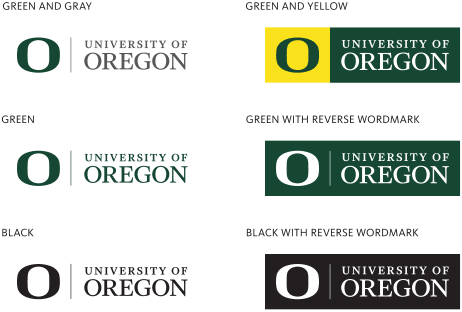 GREEN AND GRAY
O UNIVERSITY OF
OREGON
GREEN AND YELLOW
O UNIVERSITY OF
OREGON
GREEN
O UNIVERSITY OF
OREGON
GREEN WITH REVERSE WORDMARK
O UNIVERSITY OF
OREGON
BLACK
O UNIVERSITY OF
OREGON
BLACK WITH REVERSE WORDMARK
O UNIVERSITY OF
OREGON